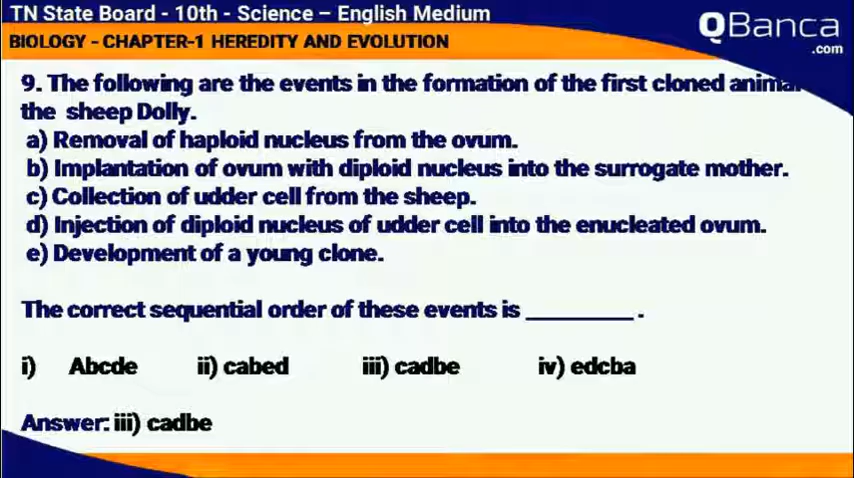 TN State Board - 10th - Science – English Medium
QBanca
.com
BIOLOGY - CHAPTER-1 HEREDITY AND EVOLUTION
9. The following are the events in the formation of the first cloned animal
the sheep Dolly.
a) Removal of haploid nucleus from the ovum.
b) Implantation of ovum with diploid nucleus into the surrogate mother.
c) Collection of udder cell from the sheep.
d) Injection of diploid nucleus of udder cell into the enucleated ovum.
e) Development of a young clone.
The correct sequential order of these events is ________ .
i) Abcde ii) cabed iii) cadbe iv) edcba
Answer: iii) cadbe